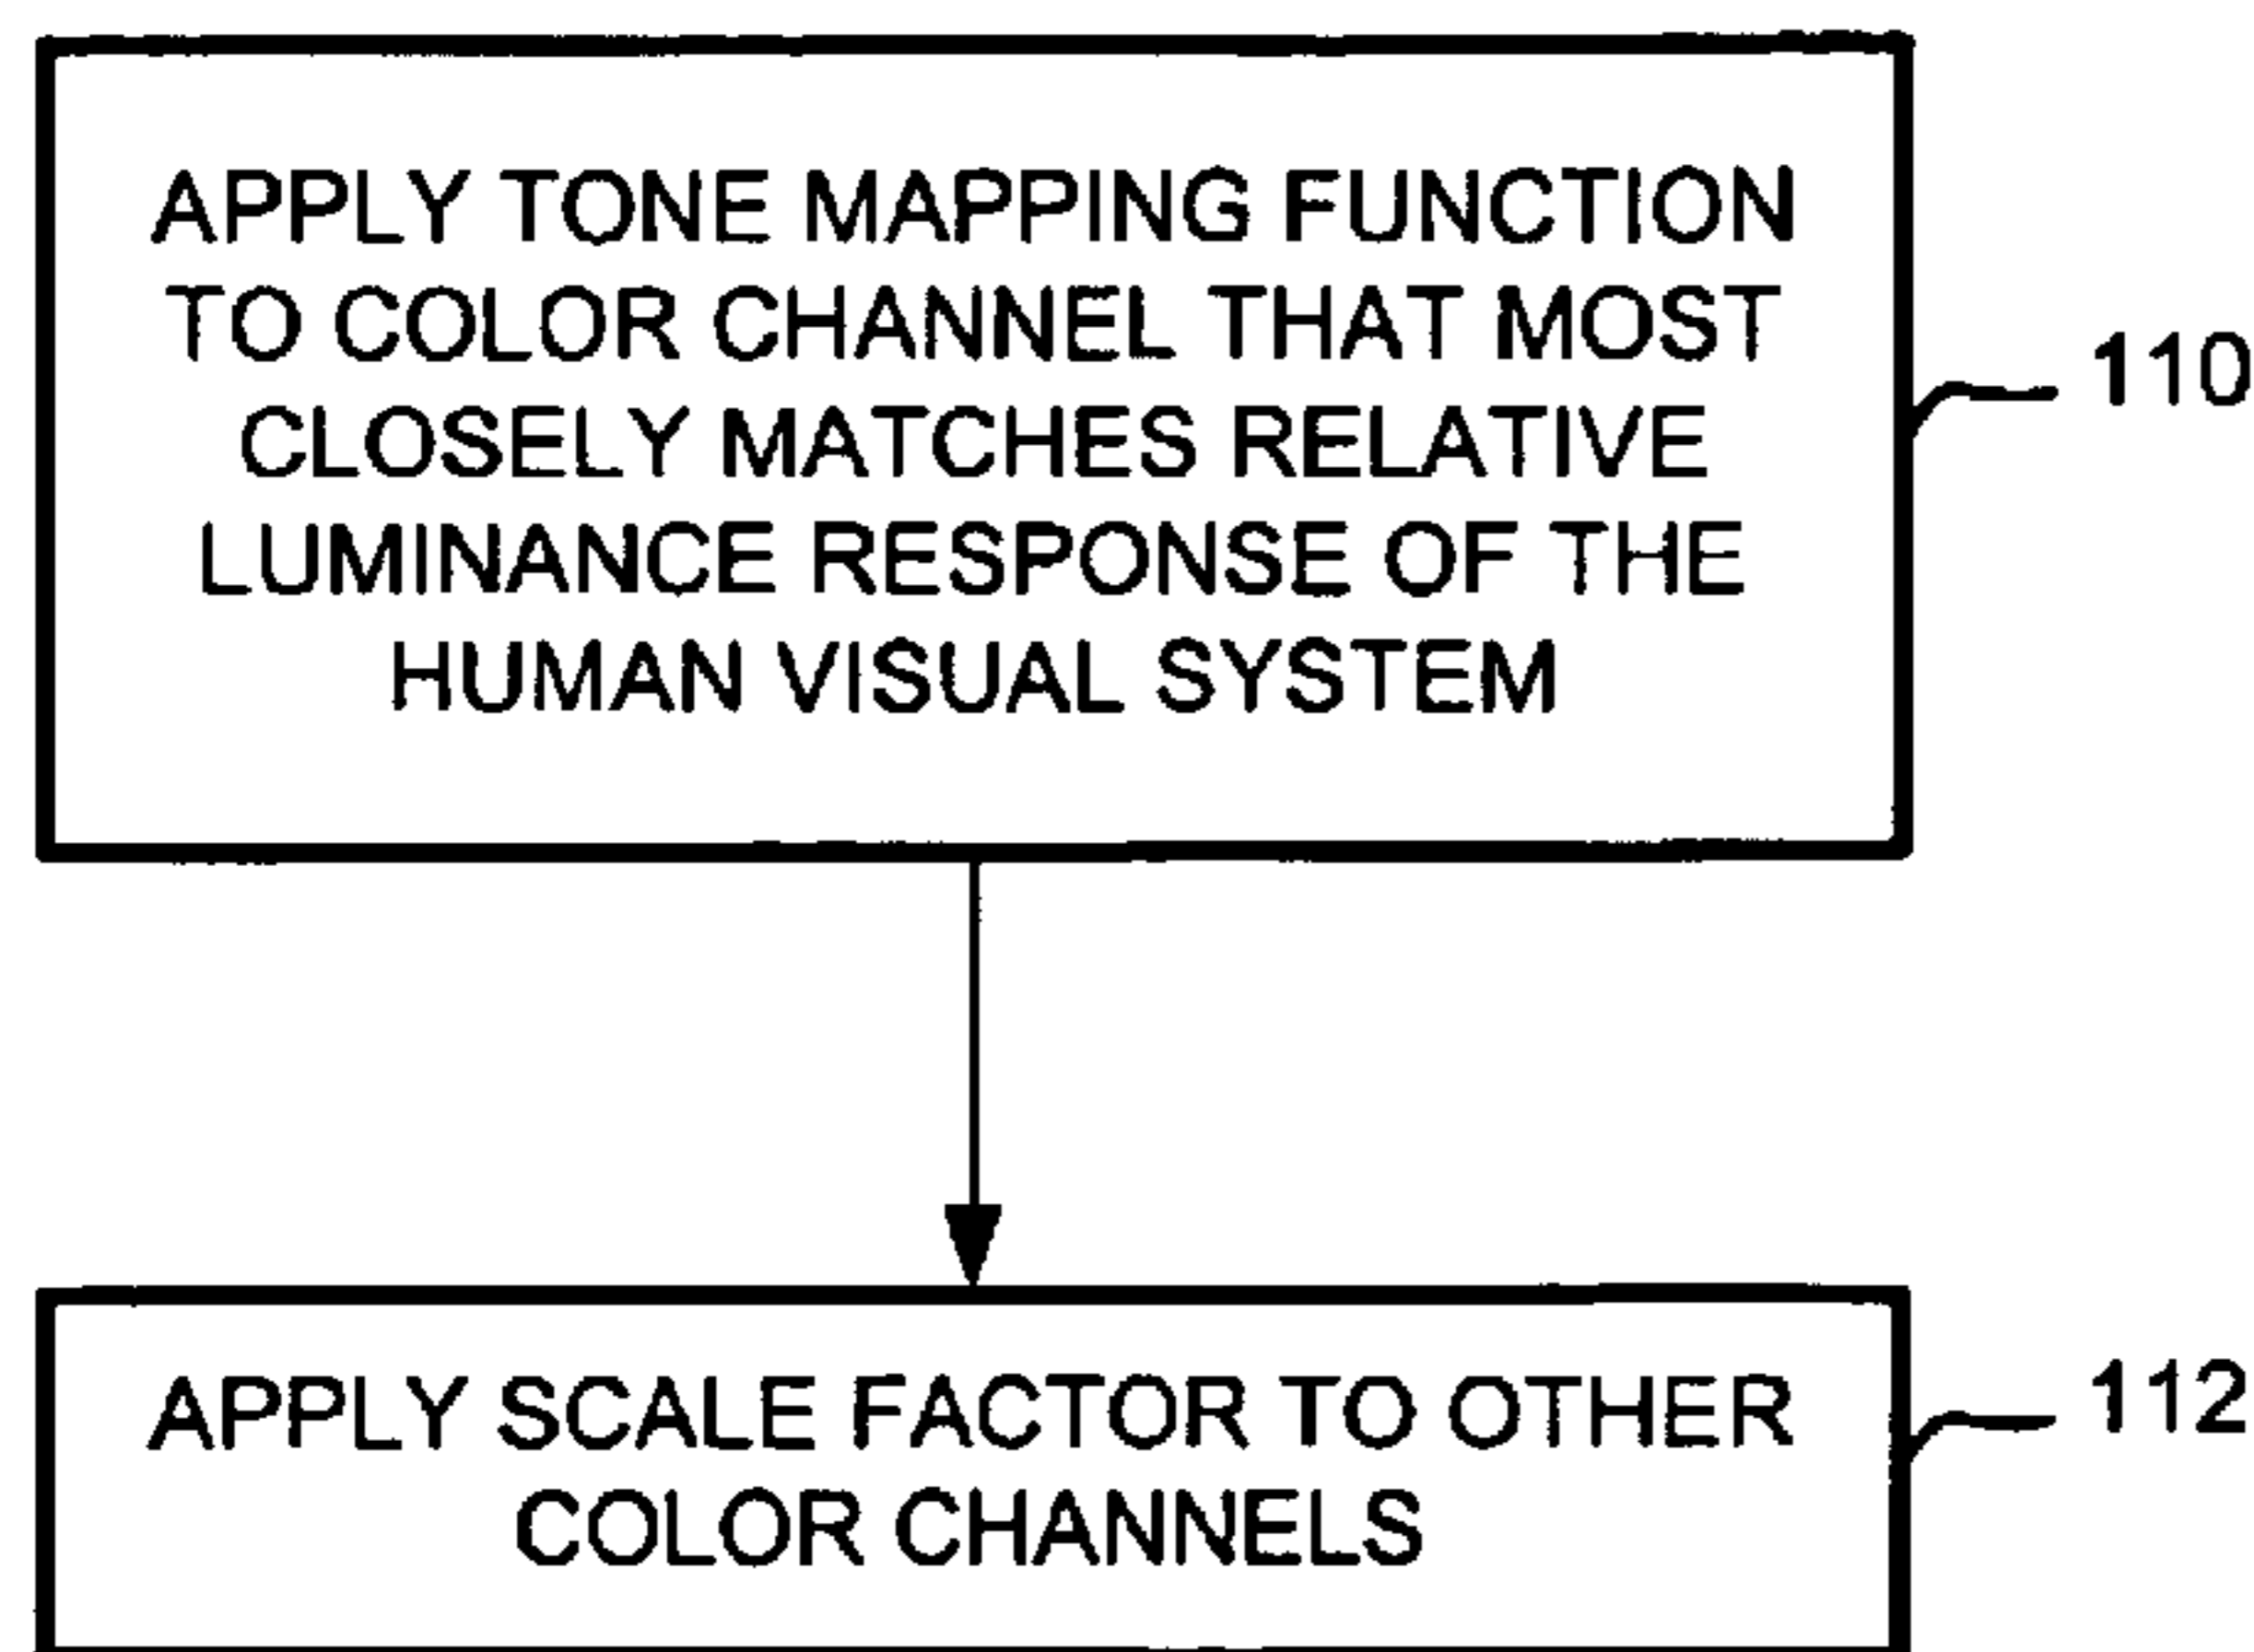 APPLY TONE MAPPING FUNCTION
TO COLOR CHANNEL THAT MOST
CLOSELY MATCHES RELATIVE
LUMINANCE RESPONSE OF THE
HUMAN VISUAL SYSTEM
110
APPLY SCALE FACTOR TO OTHER
COLOR CHANNELS
112